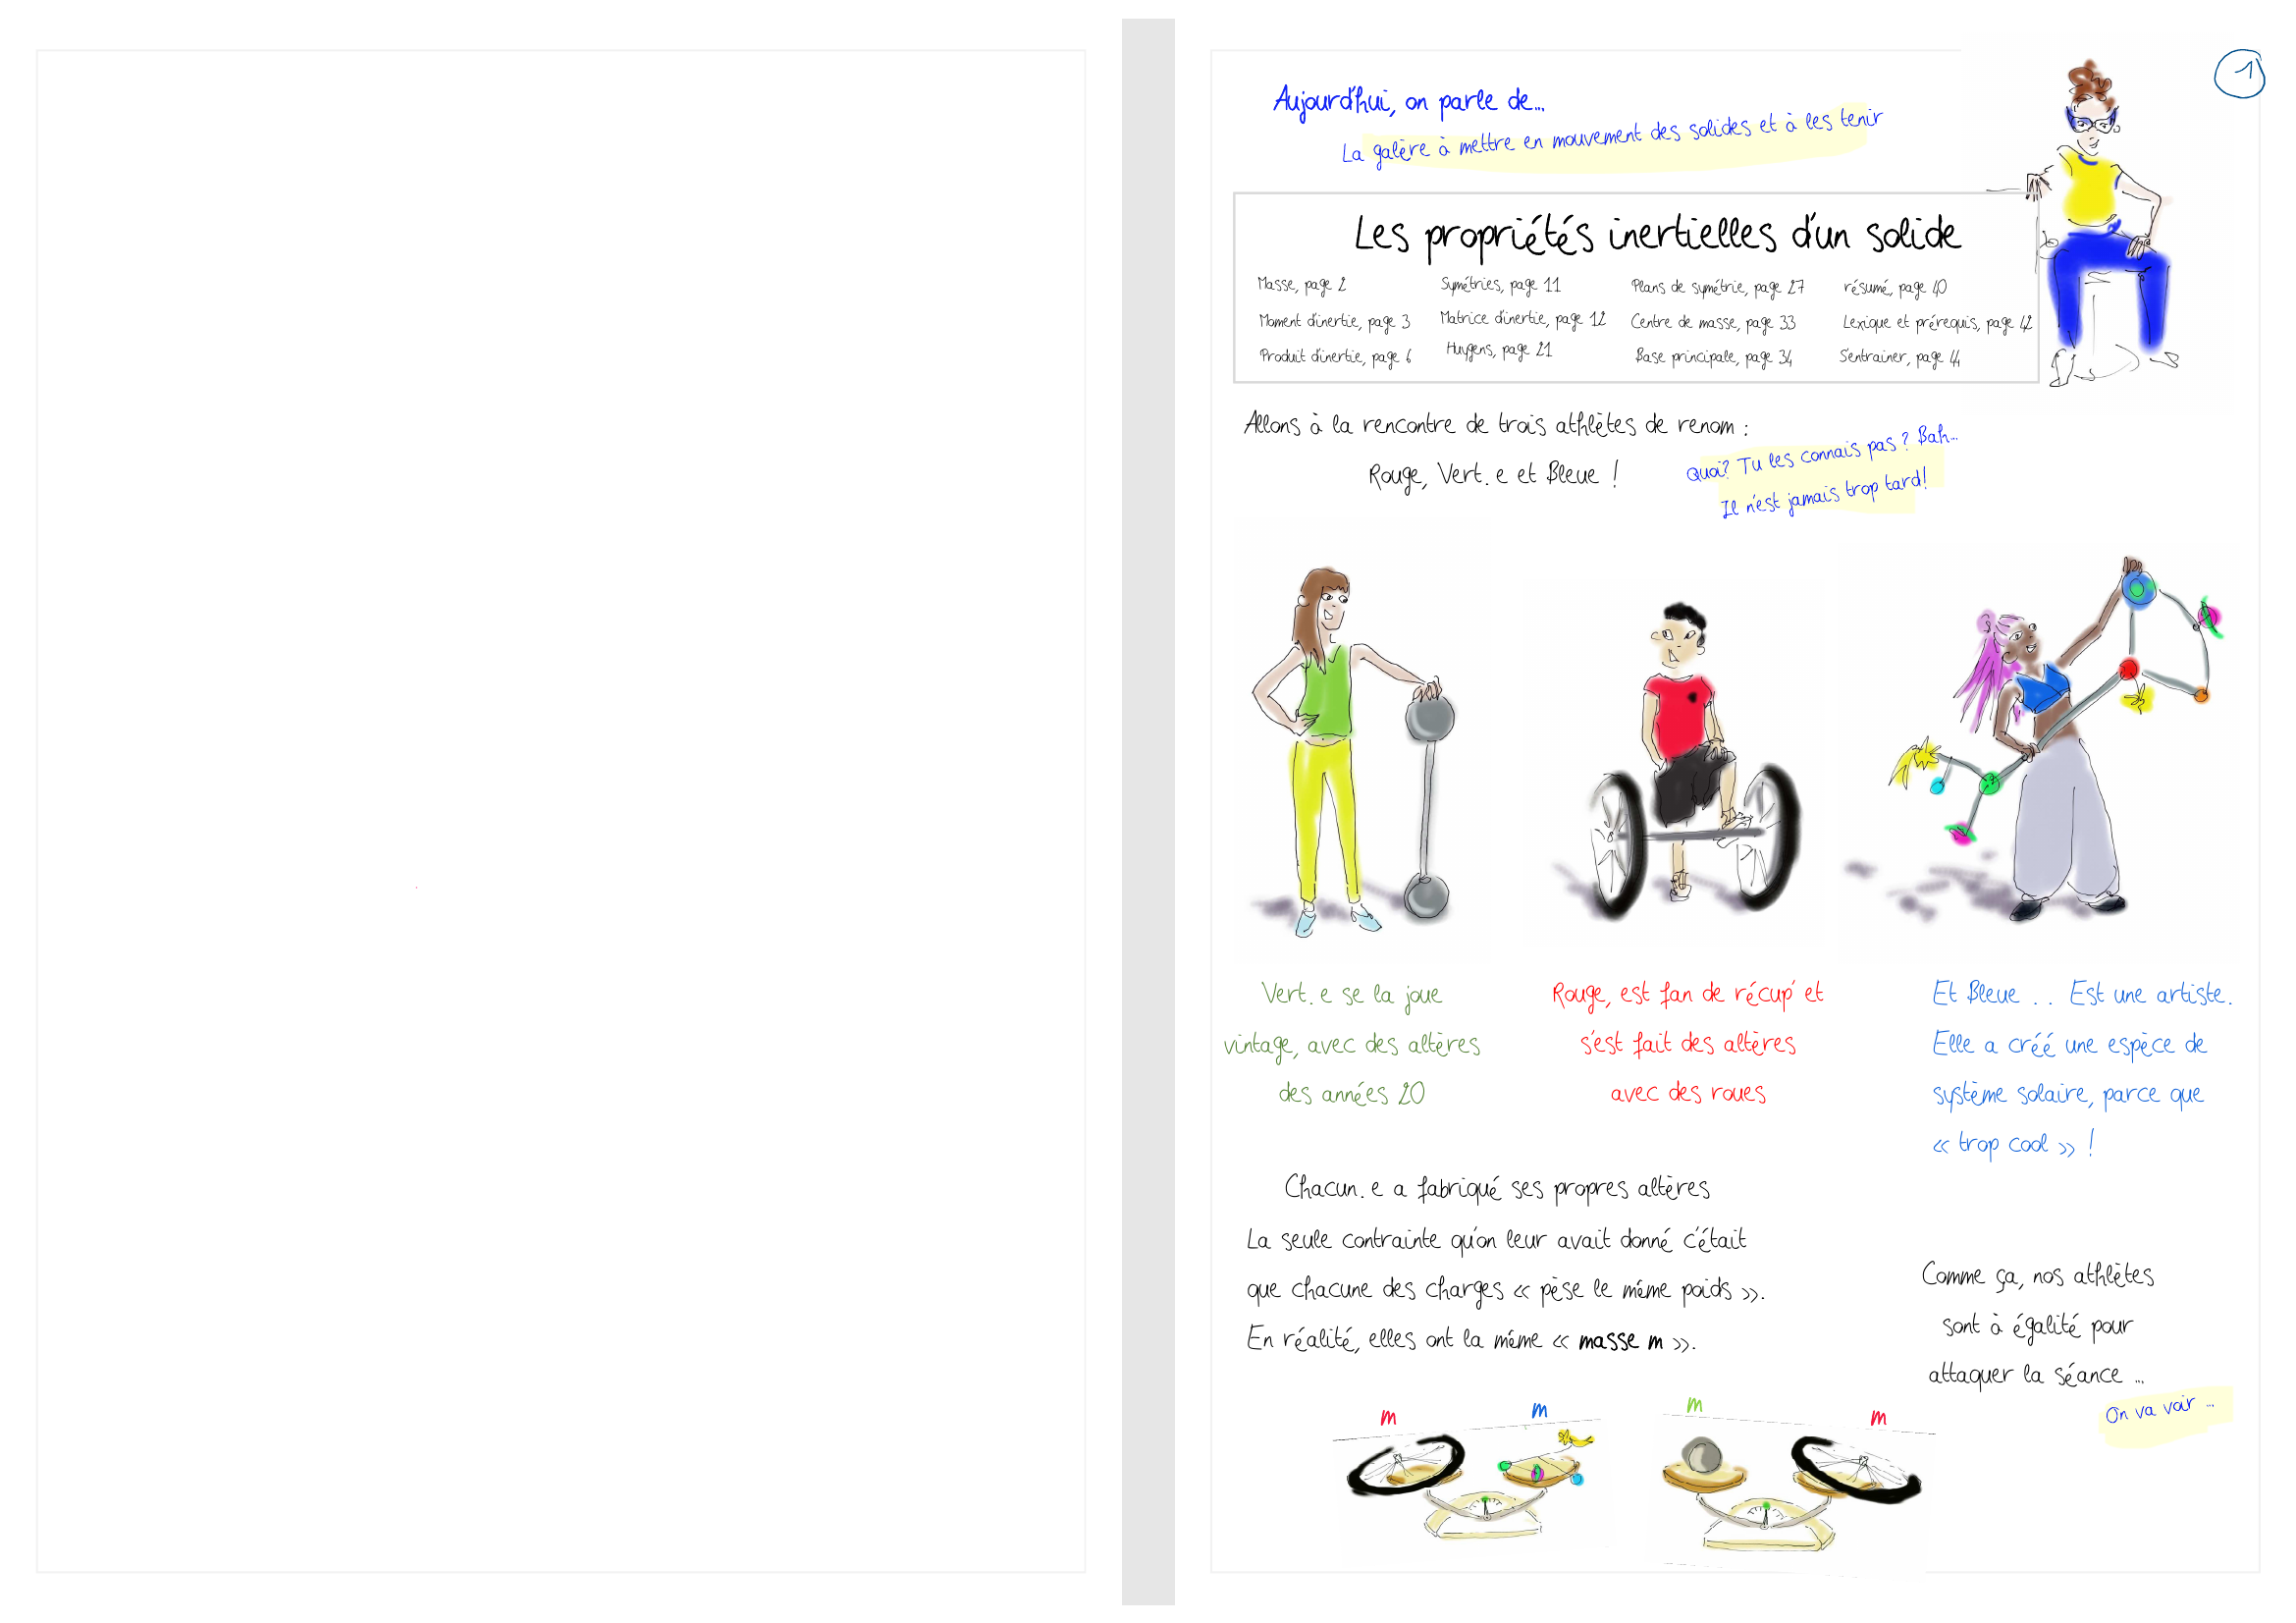 1
Aujourd'hui, on parle de...
La galère à mettre en mouvement des solides et à les tenir
Les propriétés inertielles d'un solide
Masse, page 2
Moment d'inertie, page 3
Produit d'inertie, page 6
Symétries, page 11
Matrice d'inertie, page 12
Huygens, page 21
Plans de symétrie, page 27
Centre de masse, page 33
Base principale, page 34
résumé, page 40
Lexique et prérequis, page 42
S'entrainer, page 44
Allons à la rencontre de trois athlètes de renom :
Rouge, Vert.e et Bleue !
Quoi? Tu les connais pas ? Bah...
Il n'est jamais trop tard!
Vert.e se la joue
vintage, avec des altères
des années 20
Rouge, est fan de récup' et
s'est fait des altères
avec des roues
Et Bleue . . Est une artiste.
Elle a créé une espèce de
système solaire, parce que
« trop cool » !
Chacun.e a fabriqué ses propres altères
La seule contrainte qu'on leur avait donné c'était
que chacune des charges « pèse le même poids ».
En réalité, elles ont la même « masse m ».
Comme ça, nos athlètes
sont à égalité pour
attaquer la séance ...
On va voir ...
m
m
m
m